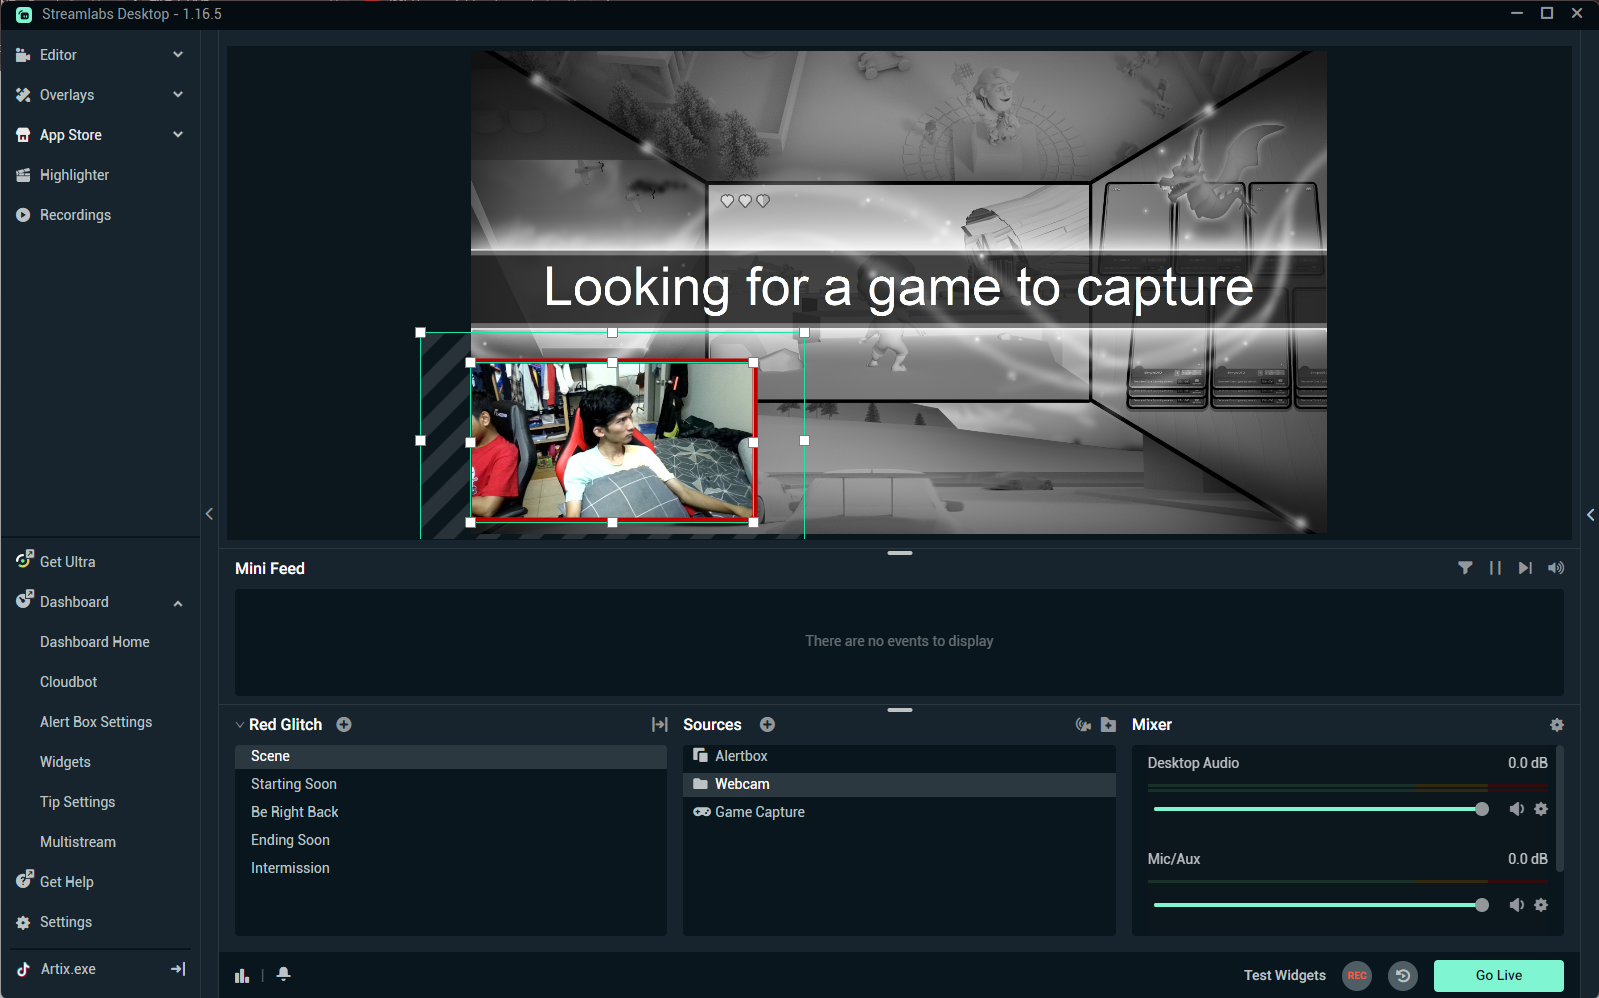 Streamlabs Desktop - 1.16.5
Editor
Overlays
App Store
Highlighter
Recordings
Looking for a game to capture
Get Ultra
Dashboard
Dashboard Home
Cloudbot
Alert Box Settings
Widgets
Tip Settings
Multistream
Get Help
Settings
Artix.exe
Mini Feed
There are no events to display
Red Glitch
Scene
Starting Soon
Be Right Back
Ending Soon
Intermission
Sources
Alertbox
Webcam
Game Capture
Mixer
Desktop Audio 0.0 dB
Mic/Aux 0.0 dB
Test Widgets
REC
Go Live